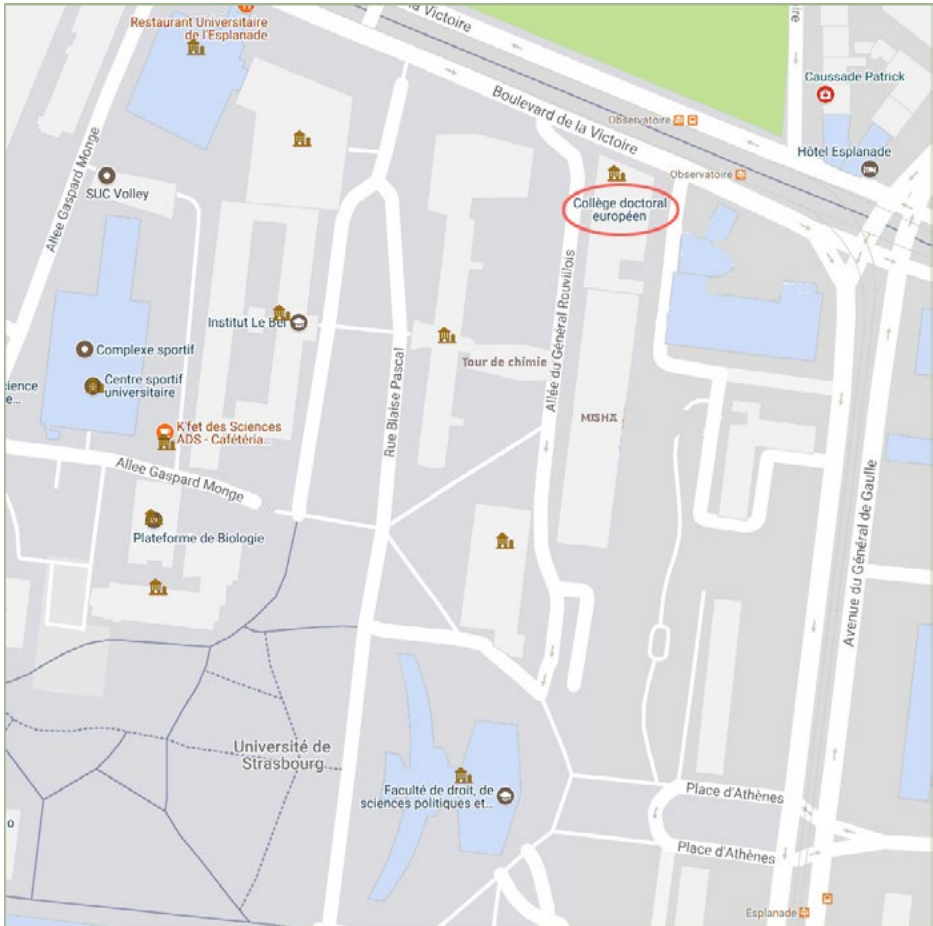 la Victoire
Restaurant Universitaire
de l'Esplanade
Caussade Patrick
Boulevard de la Victoire
Observatoire
Hôtel Esplanade
Observatoire
Allee Gaspard Monge
SUC Volley
Collège doctoral
européen
Institut Le Bel
Complexe sportif
Tour de chimie
Allée du Général Rouvillois
Centre sportif
universitaire
Rue Blaise Pascal
MISHA
K'fet des Sciences
ADS - Cafétéria...
Allee Gaspard Monge
Avenue du Général de Gaulle
Plateforme de Biologie
Université de
Strasbourg
Faculté de droit, de
sciences politiques et...
Place d'Athènes
Place d'Athènes
Esplanade